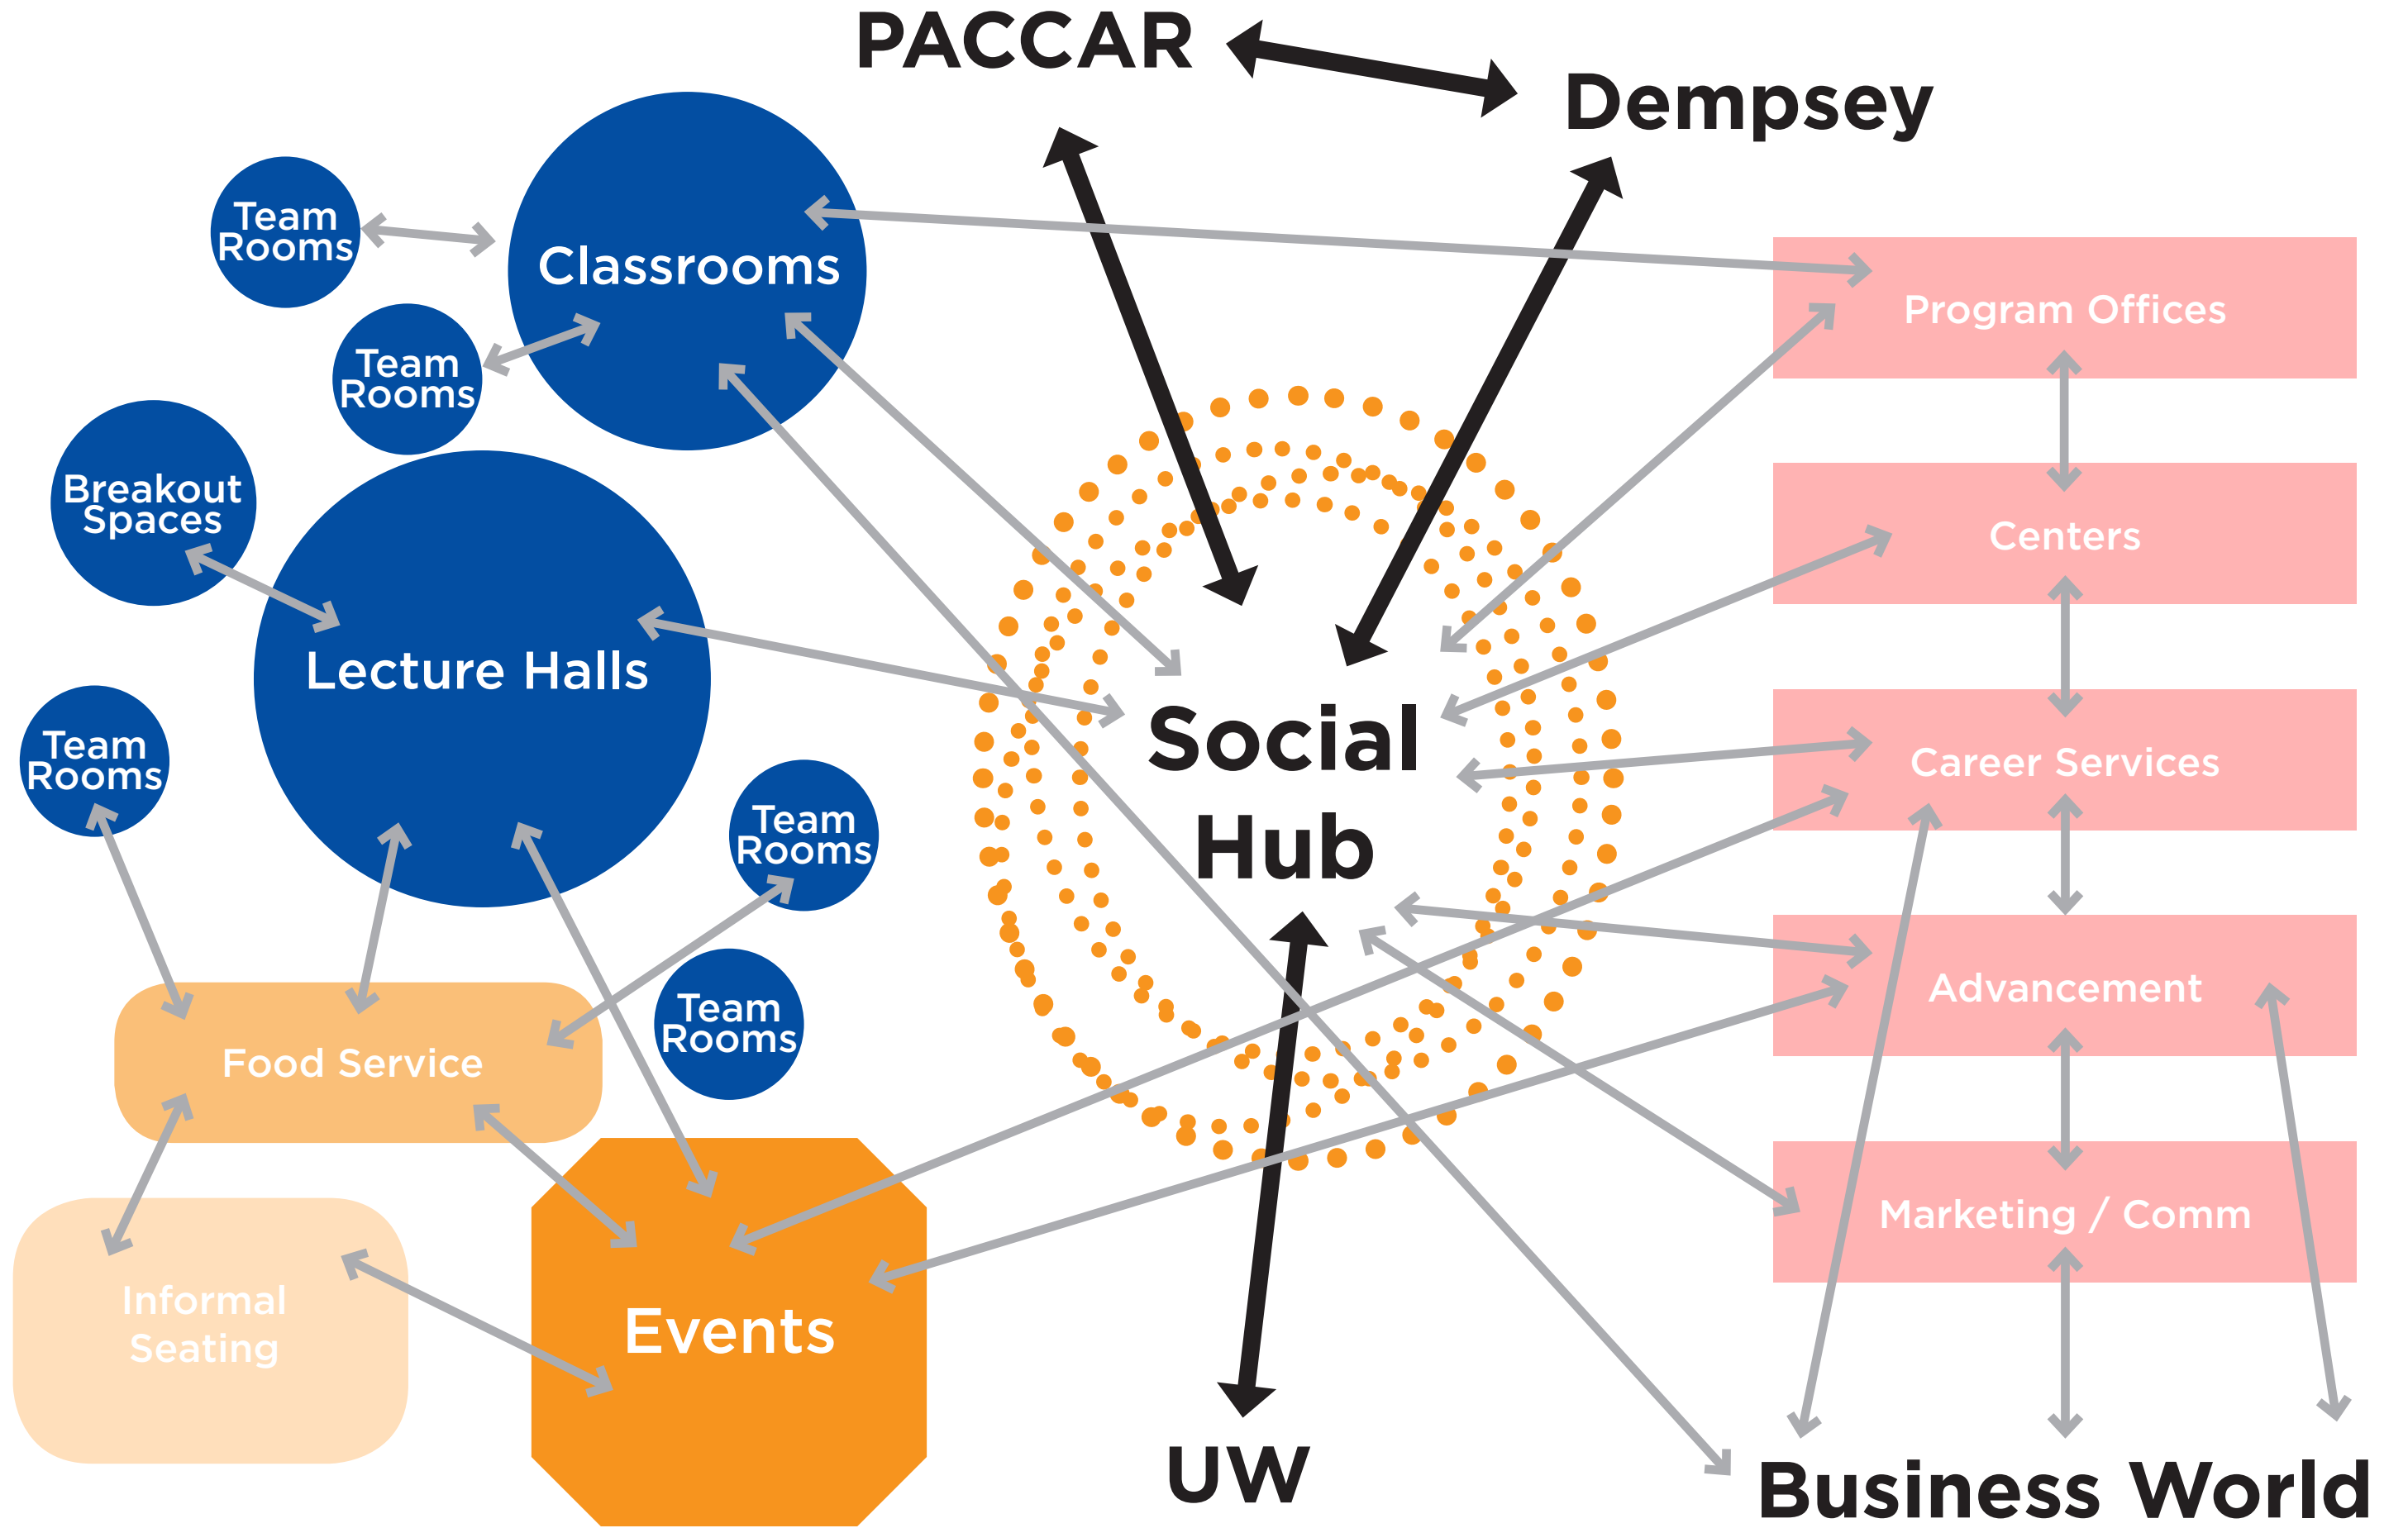 PACCAR
Dempsey
Team
Rooms
Classrooms
Program Offices
Team
Rooms
Breakout
Spaces
Centers
Lecture Halls
Social
Hub
Team
Rooms
Career Services
Team
Rooms
Advancement
Team
Rooms
Food Service
Marketing / Comm
Informal
Seating
Events
UW
Business World